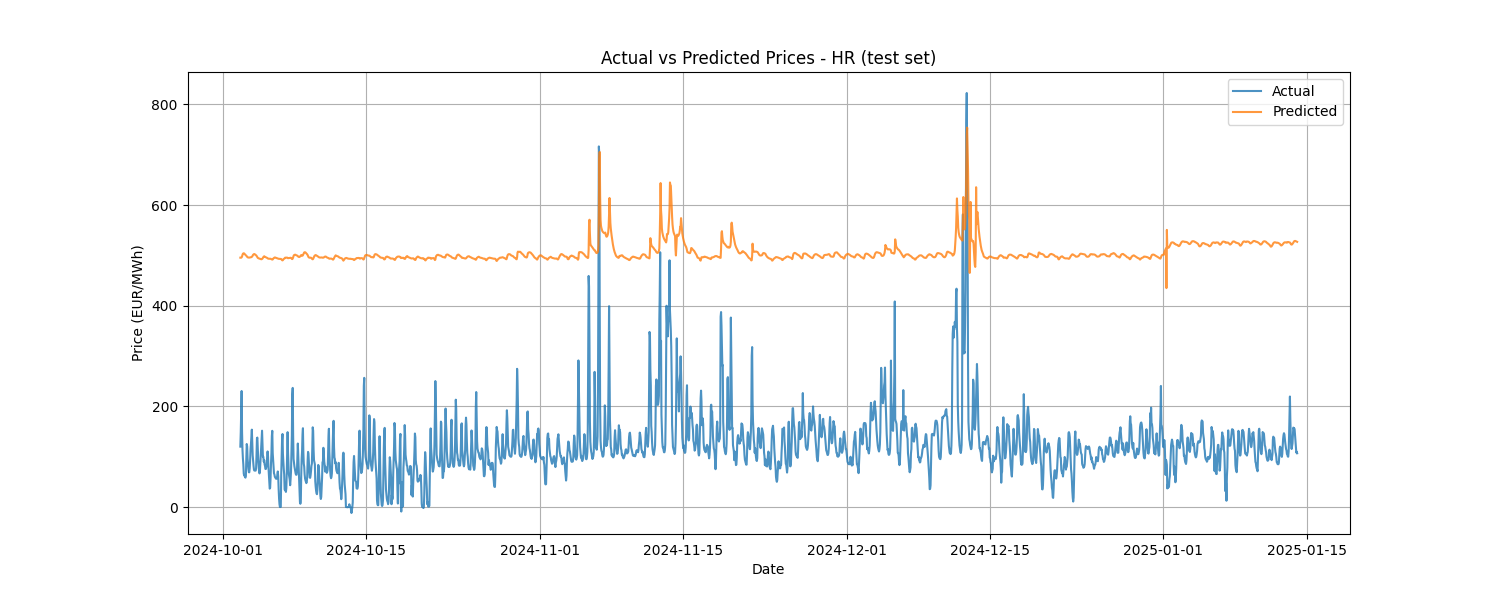 Actual vs Predicted Prices - HR (test set)
Actual
Predicted
800
600
400
200
0
Price (EUR/MWh)
2024-10-01 2024-10-15 2024-11-01 2024-11-15 2024-12-01 2024-12-15 2025-01-01 2025-01-15
Date